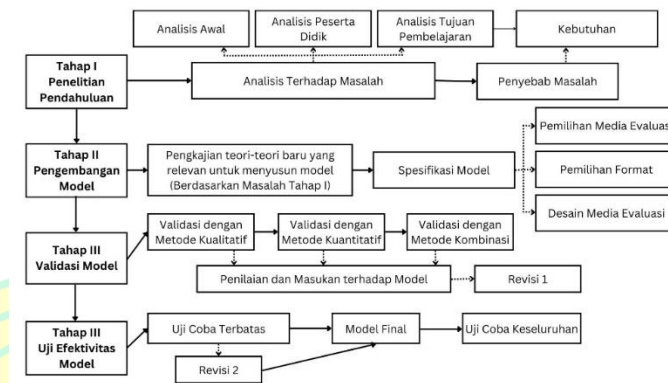 Analisis Awal
Analisis Peserta
Didik
Analisis Tujuan
Pembelajaran
Kebutuhan
Tahap I
Penelitian
Pendahuluan
Analisis Terhadap Masalah
Penyebab Masalah
Tahap II
Pengembangan
Model
Pengkajian teori-teori baru yang
relevan untuk menyusun model
(Berdasarkan Masalah Tahap I)
Spesifikasi Model
Pemilihan Media Evaluasi
Pemilihan Format
Desain Media Evaluasi
Tahap III
Validasi Model
Validasi dengan
Metode Kualitatif
Validasi dengan
Metode Kuantitatif
Validasi dengan
Metode Kombinasi
Penilaian dan Masukan terhadap Model
Revisi 1
Tahap III
Uji Efektivitas
Model
Uji Coba Terbatas
Model Final
Uji Coba Keseluruhan
Revisi 2